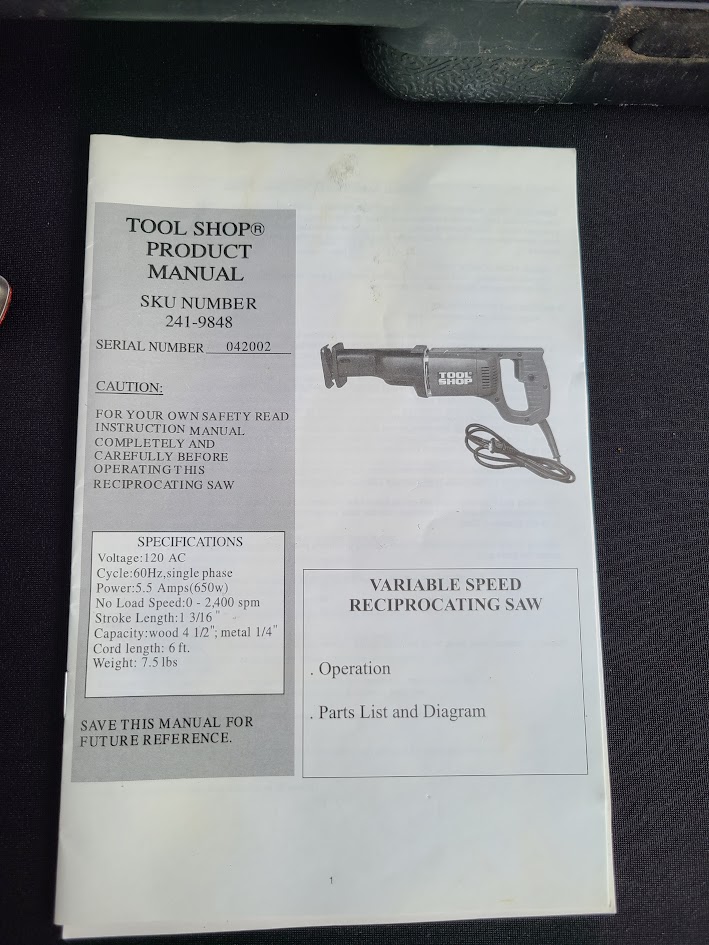 TOOL SHOP®
PRODUCT
MANUAL
SKU NUMBER
241-9848
SERIAL NUMBER 042002
CAUTION:
FOR YOUR OWN SAFETY READ
INSTRUCTION MANUAL
COMPLETELY AND
CAREFULLY BEFORE
OPERATING THIS
RECIPROCATING SAW
SPECIFICATIONS
Voltage:120 AC
Cycle:60Hz,single phase
Power:5.5 Amps(650w)
No Load Speed:0 - 2,400 spm
Stroke Length:1 3/16"
Capacity:wood 4 1/2"; metal 1/4"
Cord length: 6 ft.
Weight: 7.5 lbs
SAVE THIS MANUAL FOR
FUTURE REFERENCE.
TOOL
SHOP
VARIABLE SPEED
RECIPROCATING SAW
. Operation
. Parts List and Diagram
1